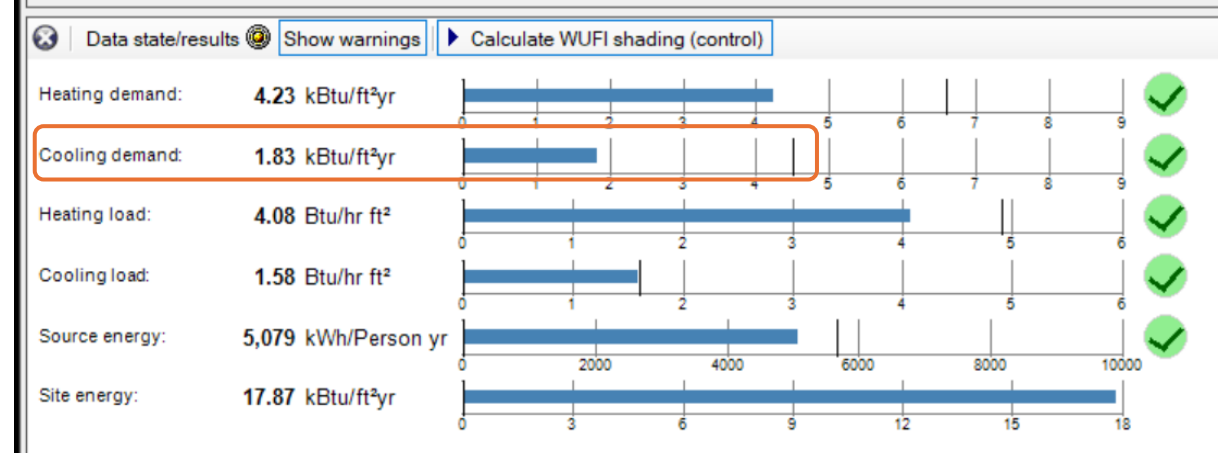 Data state/results Show warnings Calculate WUFI shading (control)
Heating demand: 4.23 kBtu/ft²yr
0 1 2 3 4 5 6 7 8 9
Cooling demand: 1.83 kBtu/ft²yr
0 1 2 3 4 5 6 7 8 9
Heating load: 4.08 Btu/hr ft²
0 1 2 3 4 5 6
Cooling load: 1.58 Btu/hr ft²
0 1 2 3 4 5 6
Source energy: 5,079 kWh/Person yr
0 2000 4000 6000 8000 10000
Site energy: 17.87 kBtu/ft²yr
0 3 6 9 12 15 18